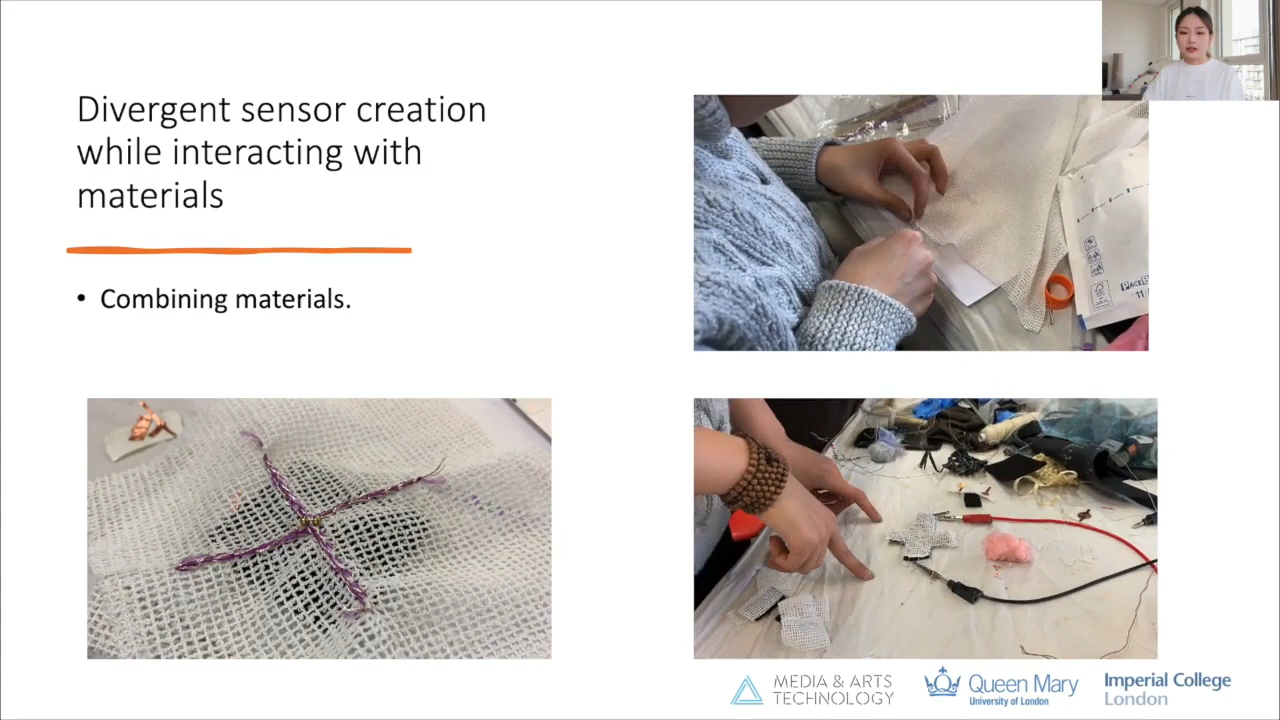 Divergent sensor creation
while interacting with
materials
• Combining materials.
MEDIA & ARTS
TECHNOLOGY
Queen Mary
University of London
Imperial College
London